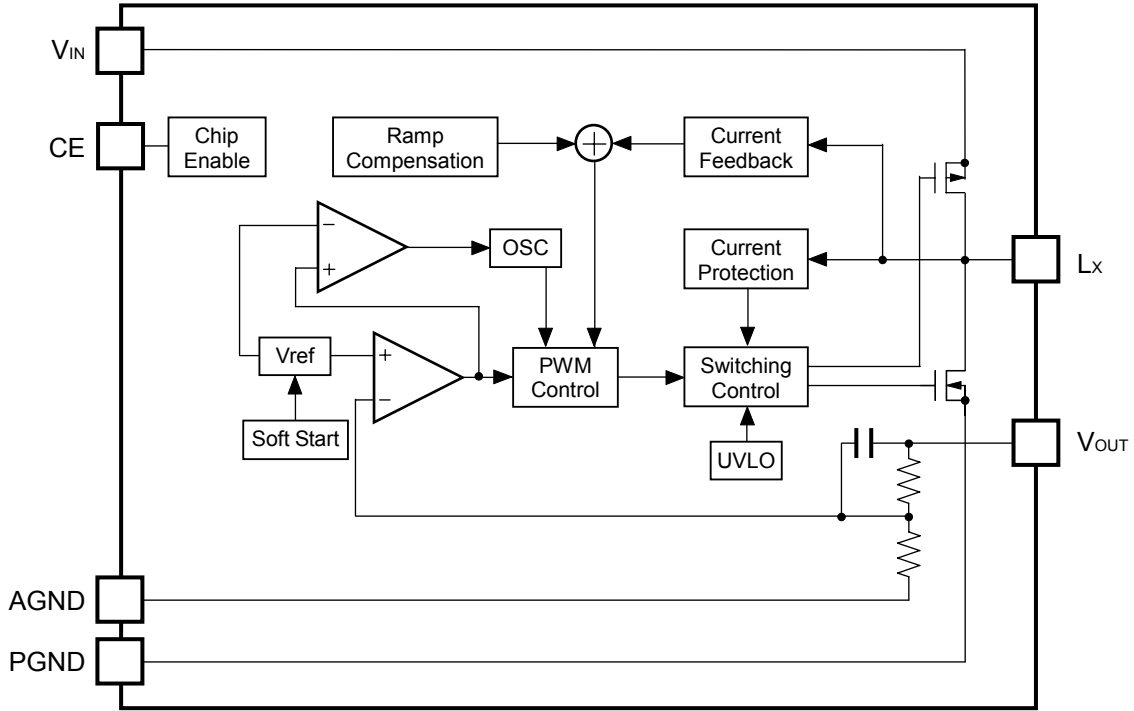 VIN
CE
Chip
Enable
Ramp
Compensation
+
Current
Feedback
−
+
OSC
Current
Protection
LX
Vref
+
−
PWM
Control
Switching
Control
Soft Start
UVLO
VOUT
AGND
PGND